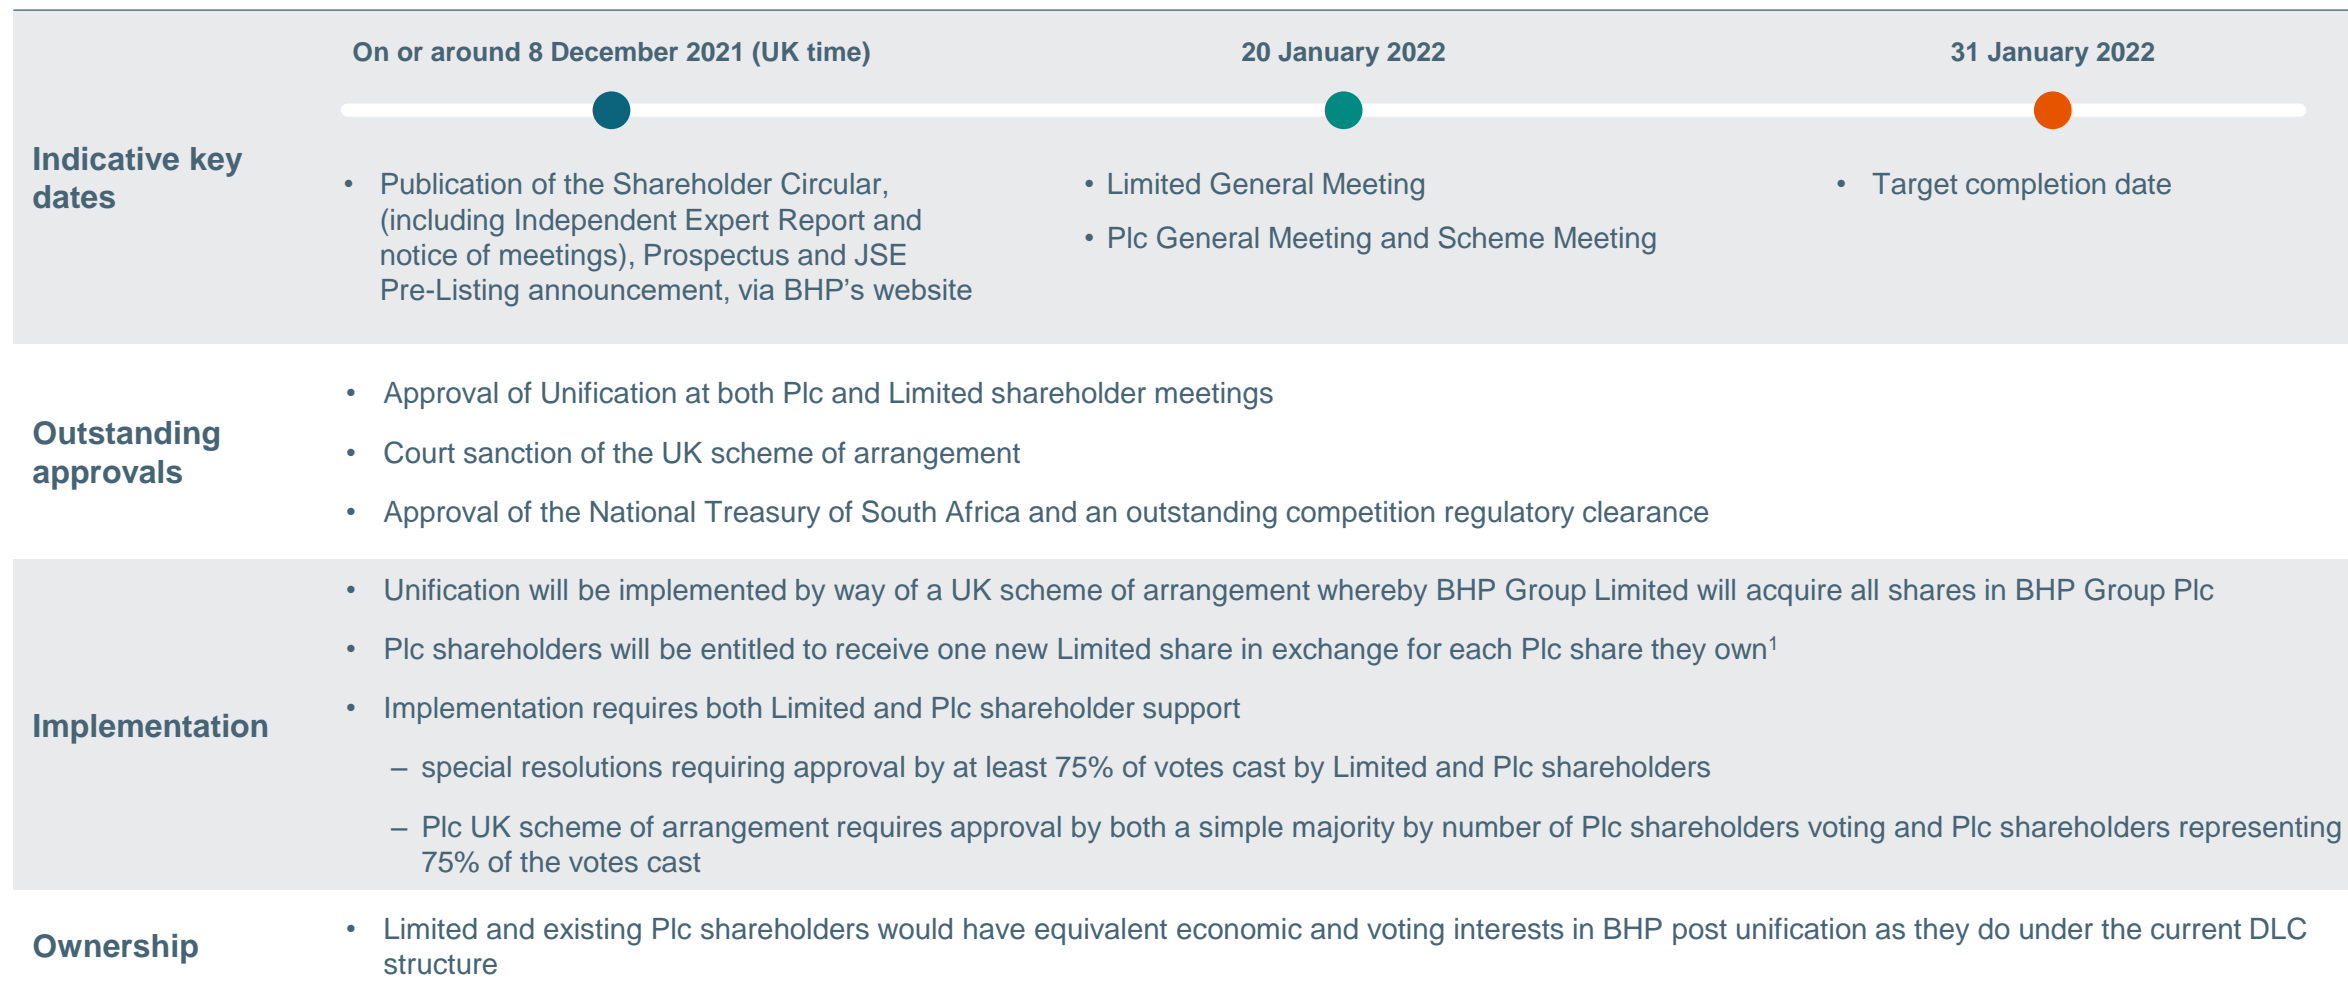 On or around 8 December 2021 (UK time)
20 January 2022
31 January 2022
Indicative key
dates
• Publication of the Shareholder Circular,
(including Independent Expert Report and
notice of meetings), Prospectus and JSE
Pre-Listing announcement, via BHP’s website
• Limited General Meeting
• Plc General Meeting and Scheme Meeting
• Target completion date
Outstanding
approvals
• Approval of Unification at both Plc and Limited shareholder meetings
• Court sanction of the UK scheme of arrangement
• Approval of the National Treasury of South Africa and an outstanding competition regulatory clearance
Implementation
• Unification will be implemented by way of a UK scheme of arrangement whereby BHP Group Limited will acquire all shares in BHP Group Plc
• Plc shareholders will be entitled to receive one new Limited share in exchange for each Plc share they own¹
• Implementation requires both Limited and Plc shareholder support
– special resolutions requiring approval by at least 75% of votes cast by Limited and Plc shareholders
– Plc UK scheme of arrangement requires approval by both a simple majority by number of Plc shareholders voting and Plc shareholders representing
75% of the votes cast
Ownership
• Limited and existing Plc shareholders would have equivalent economic and voting interests in BHP post unification as they do under the current DLC
structure